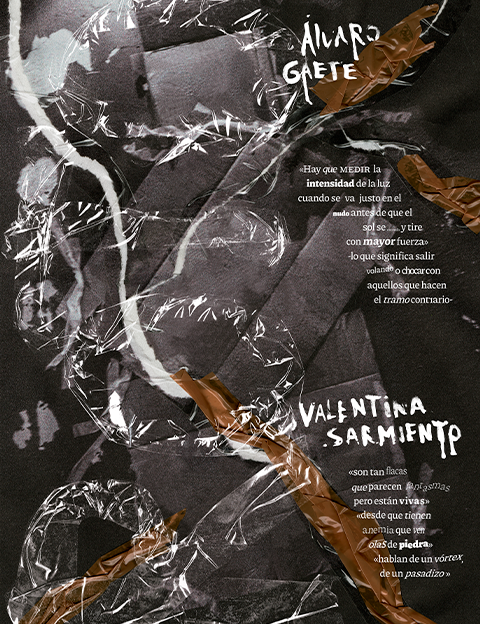 ÁLVARO
GAETE
«Hay que MEDIR la
intensidad de la luz
cuando se va justo en el
nudo antes de que el
sol se ...... y tire
con mayor fuerza»
-lo que significa salir
volando o chocar con
aquellos que hacen
el tramo contrario-
VALENTINA
SARMIENTO
«son tan flacas
que parecen fantasmas
pero están vivas»
«desde que tienen
anemia que ven
olas de piedra»
«hablan de un vórtex,
de un pasadizo»